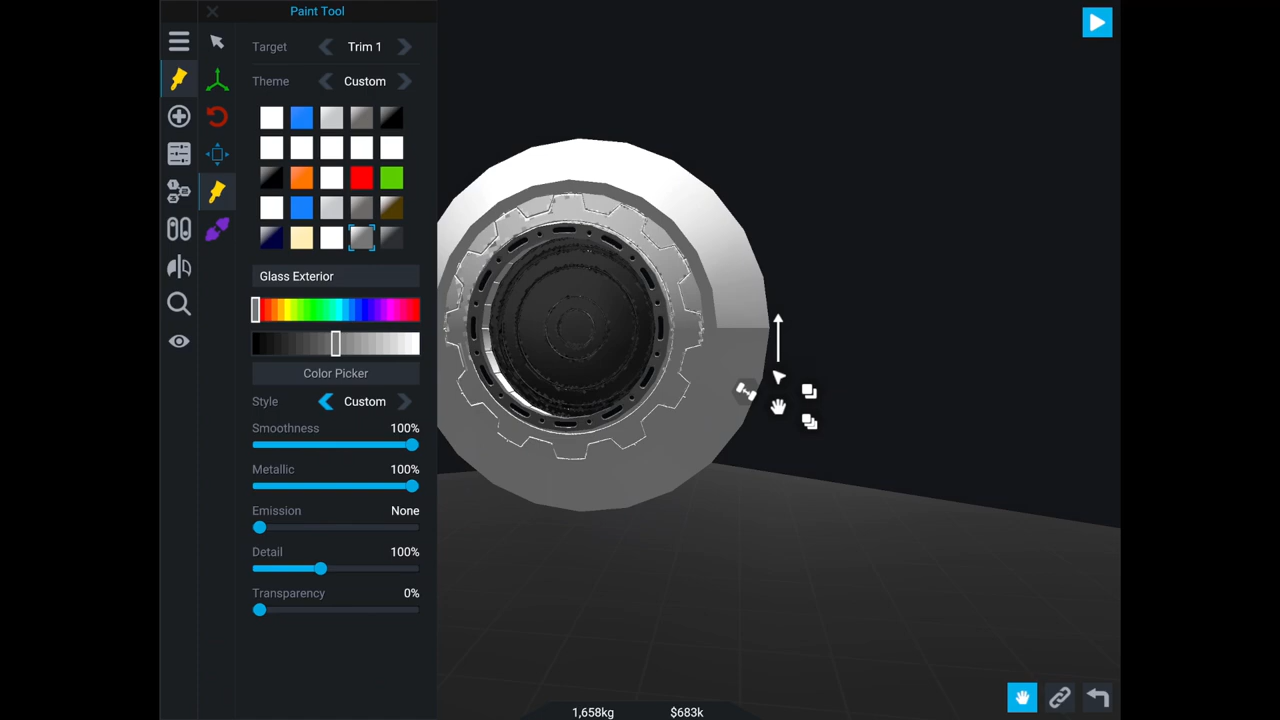 Paint Tool
Target Trim 1
Theme Custom
Glass Exterior
Color Picker
Style Custom
Smoothness 100%
Metallic 100%
Emission None
Detail 100%
Transparency 0%
1,658kg $683k